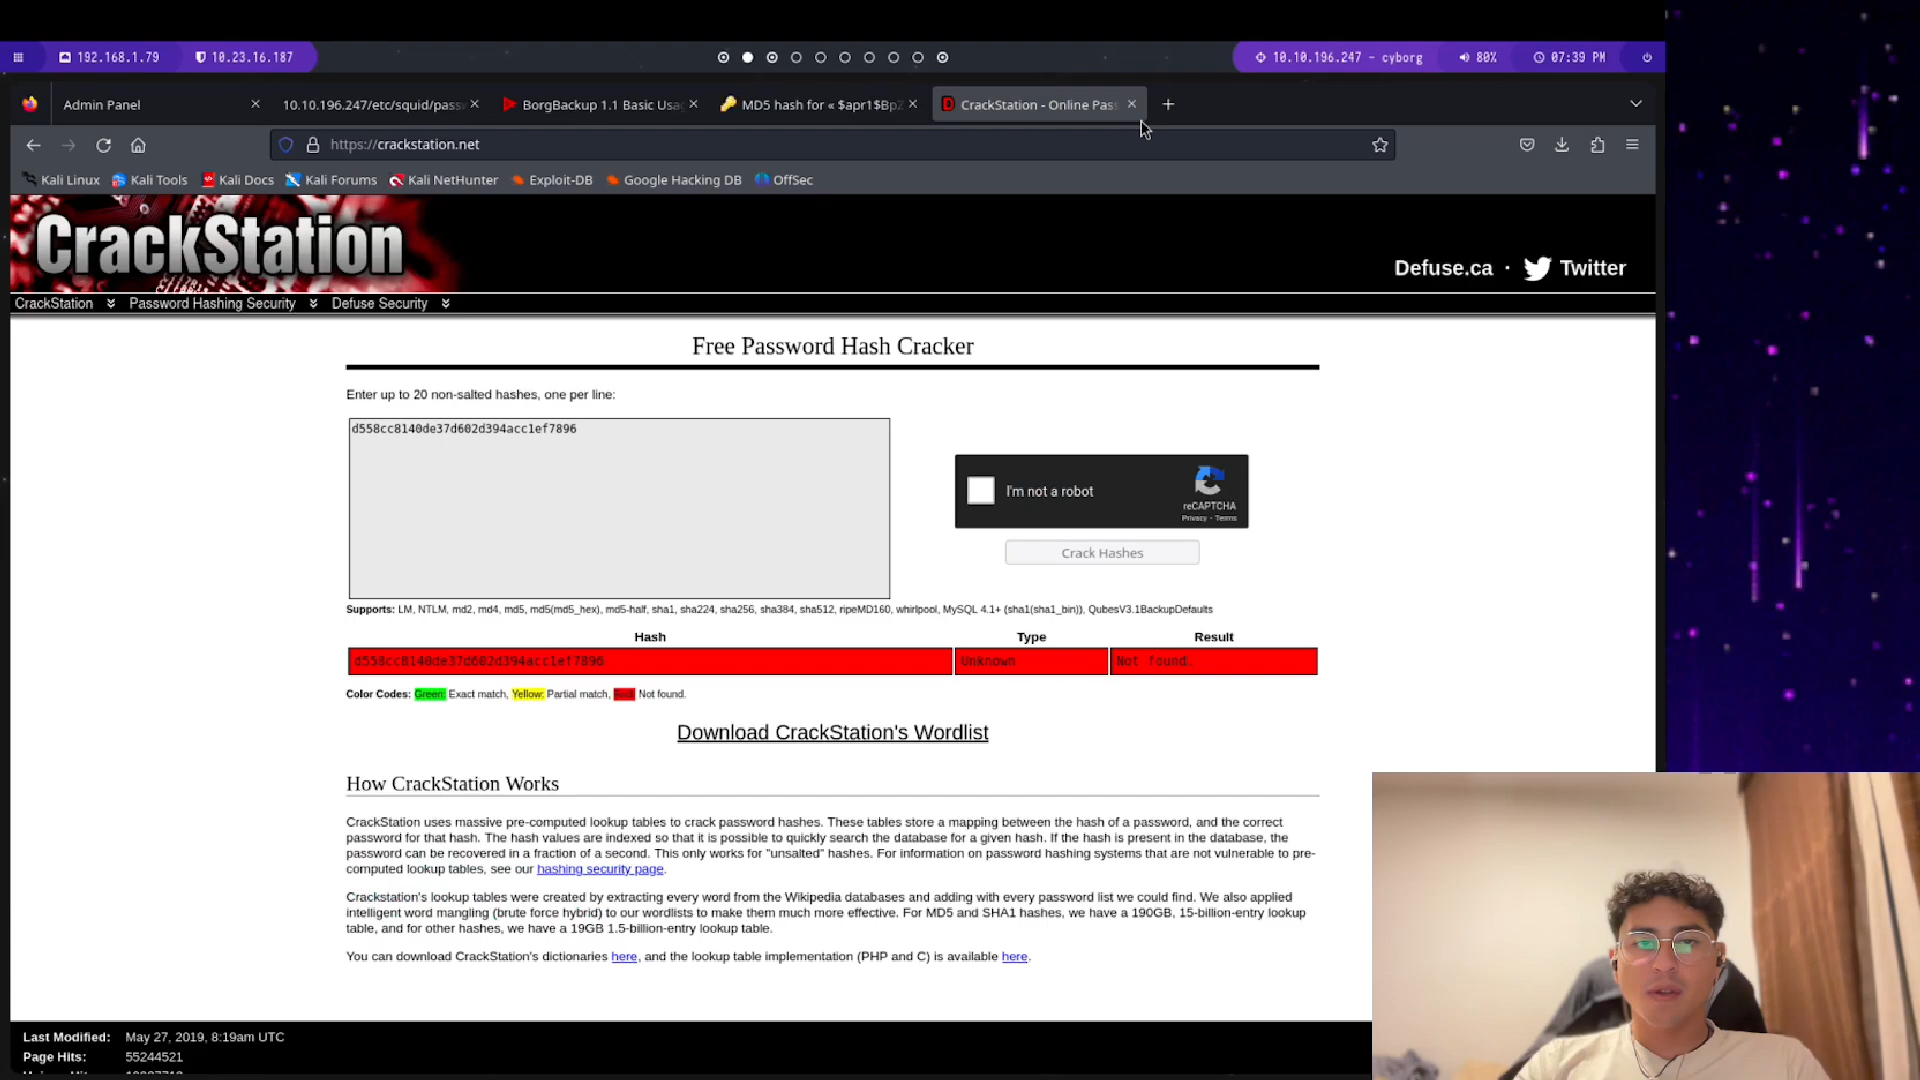 192.168.1.79
10.23.16.187
10.10.196.247 - cyborg
80%
07:39 PM
Admin Panel
10.10.196.247/etc/squid/passw
BorgBackup 1.1 Basic Usa
MD5 hash for « $apr1$BpZ
CrackStation - Online Pass
https://crackstation.net
Kali Linux
Kali Tools
Kali Docs
Kali Forums
Kali NetHunter
Exploit-DB
Google Hacking DB
OffSec
CrackStation
Defuse.ca · Twitter
CrackStation
Password Hashing Security
Defuse Security
Free Password Hash Cracker
Enter up to 20 non-salted hashes, one per line:
d558cc8140de37d602d394acc1ef7896
I'm not a robot
reCAPTCHA
Privacy - Terms
Crack Hashes
Supports: LM, NTLM, md2, md4, md5, md5(md5_hex), md5-half, sha1, sha224, sha256, sha384, sha512, ripeMD160, whirlpool, MySQL 4.1+ (sha1(sha1_bin)), QubesV3.1BackupDefaults
Hash Type Result
d558cc8140de37d602d394acc1ef7896 Unknown Not found.
Color Codes: Green: Exact match, Yellow: Partial match, Red: Not found.
Download CrackStation's Wordlist
How CrackStation Works
CrackStation uses massive pre-computed lookup tables to crack password hashes. These tables store a mapping between the hash of a password, and the correct
password for that hash. The hash values are indexed so that it is possible to quickly search the database for a given hash. If the hash is present in the database, the
password can be recovered in a fraction of a second. This only works for "unsalted" hashes. For information on password hashing systems that are not vulnerable to pre-
computed lookup tables, see our hashing security page.
Crackstation's lookup tables were created by extracting every word from the Wikipedia databases and adding with every password list we could find. We also applied
intelligent word mangling (brute force hybrid) to our wordlists to make them much more effective. For MD5 and SHA1 hashes, we have a 190GB, 15-billion-entry lookup
table, and for other hashes, we have a 19GB 1.5-billion-entry lookup table.
You can download CrackStation's dictionaries here, and the lookup table implementation (PHP and C) is available here.
Last Modified: May 27, 2019, 8:19am UTC
Page Hits: 55244521